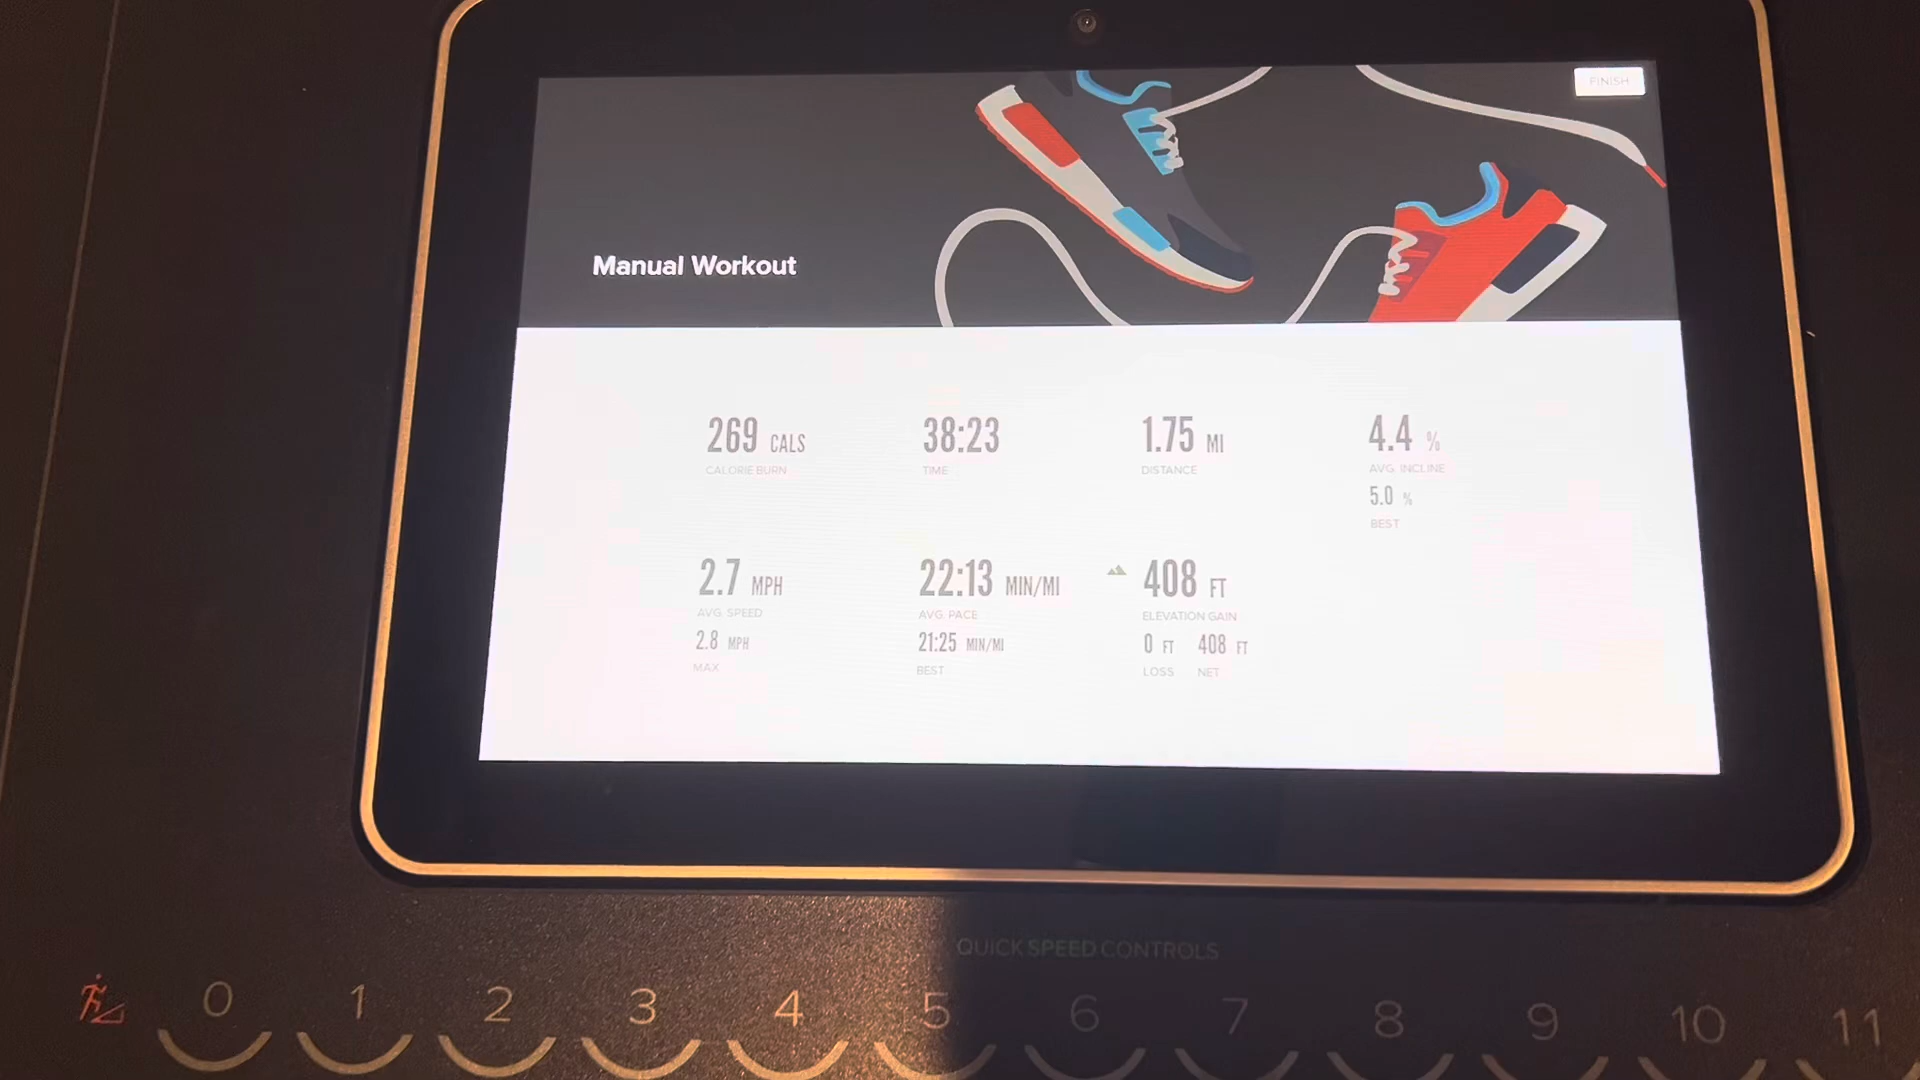 FINISH
Manual Workout
269 CALS
CALORIE BURN
38:23
TIME
1.75 MI
DISTANCE
4.4 %
AVG. INCLINE
5.0 %
BEST
2.7 MPH
AVG. SPEED
2.8 MPH
MAX
22:13 MIN/MI
AVG. PACE
21:25 MIN/MI
BEST
408 FT
ELEVATION GAIN
0 FT 408 FT
LOSS NET
QUICK SPEED CONTROLS
0 1 2 3 4 5 6 7 8 9 10 11